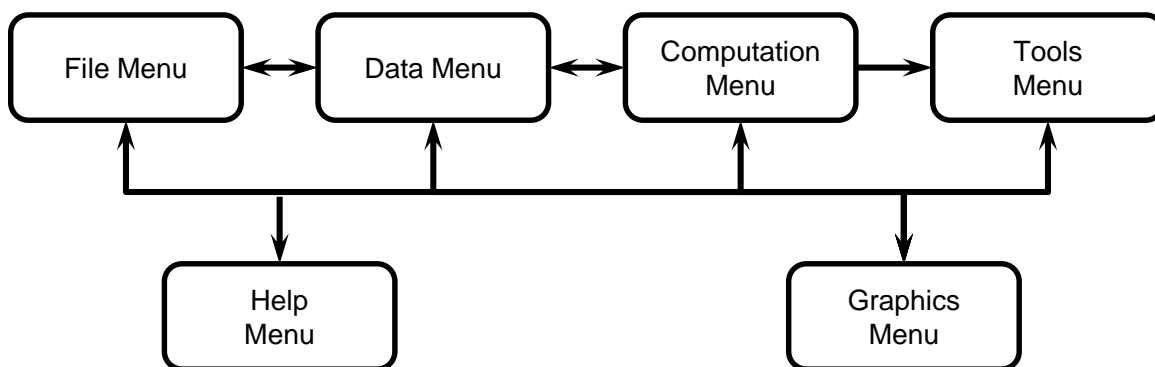 File Menu
Data Menu
Computation
Menu
Tools
Menu
Help
Menu
Graphics
Menu